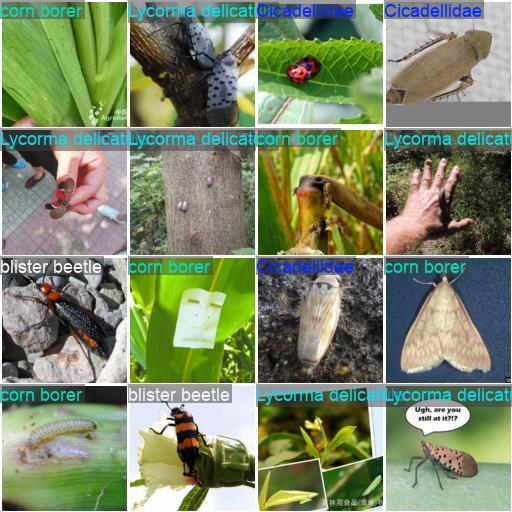 corn borer
Lycorma delicat
Cicadellidae
Cicadellidae
Agronet
Lycorma delicat
Lycorma delicat
corn borer
Lycorma delicat
blister beetle
corn borer
Cicadellidae
corn borer
corn borer
blister beetle
Lycorma delicat
Lycorma delicat
Ugh, are you
still at it?!?